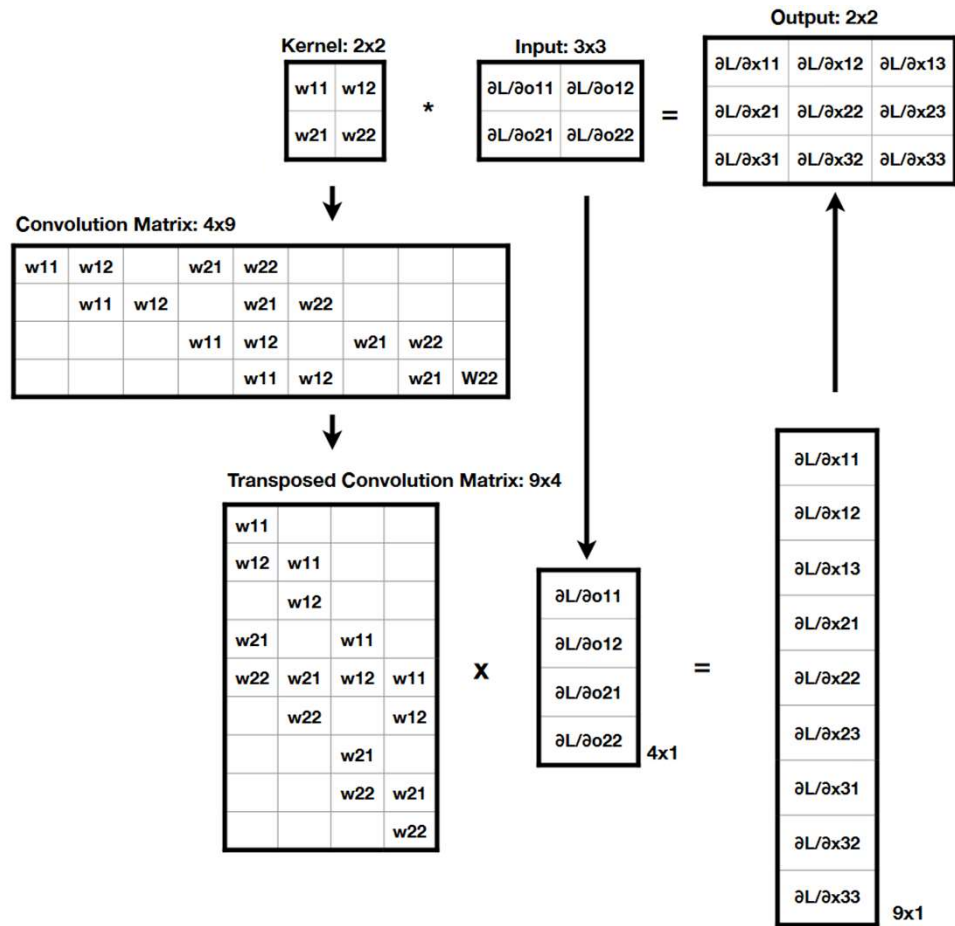 Kernel: 2x2
w11 w12
w21 w22
*
Input: 3x3
∂L/∂o11 ∂L/∂o12
∂L/∂o21 ∂L/∂o22
=
Output: 2x2
∂L/∂x11 ∂L/∂x12 ∂L/∂x13
∂L/∂x21 ∂L/∂x22 ∂L/∂x23
∂L/∂x31 ∂L/∂x32 ∂L/∂x33
Convolution Matrix: 4x9
w11 w12 w21 w22
w11 w12 w21 w22
w11 w12 w21 w22
w11 w12 w21 W22
Transposed Convolution Matrix: 9x4
w11
w12 w11
w12
w21 w11
w22 w21 w12 w11
w22 w12
w21
w22 w21
w22
x
∂L/∂o11
∂L/∂o12
∂L/∂o21
∂L/∂o22
4x1
=
∂L/∂x11
∂L/∂x12
∂L/∂x13
∂L/∂x21
∂L/∂x22
∂L/∂x23
∂L/∂x31
∂L/∂x32
∂L/∂x33
9x1